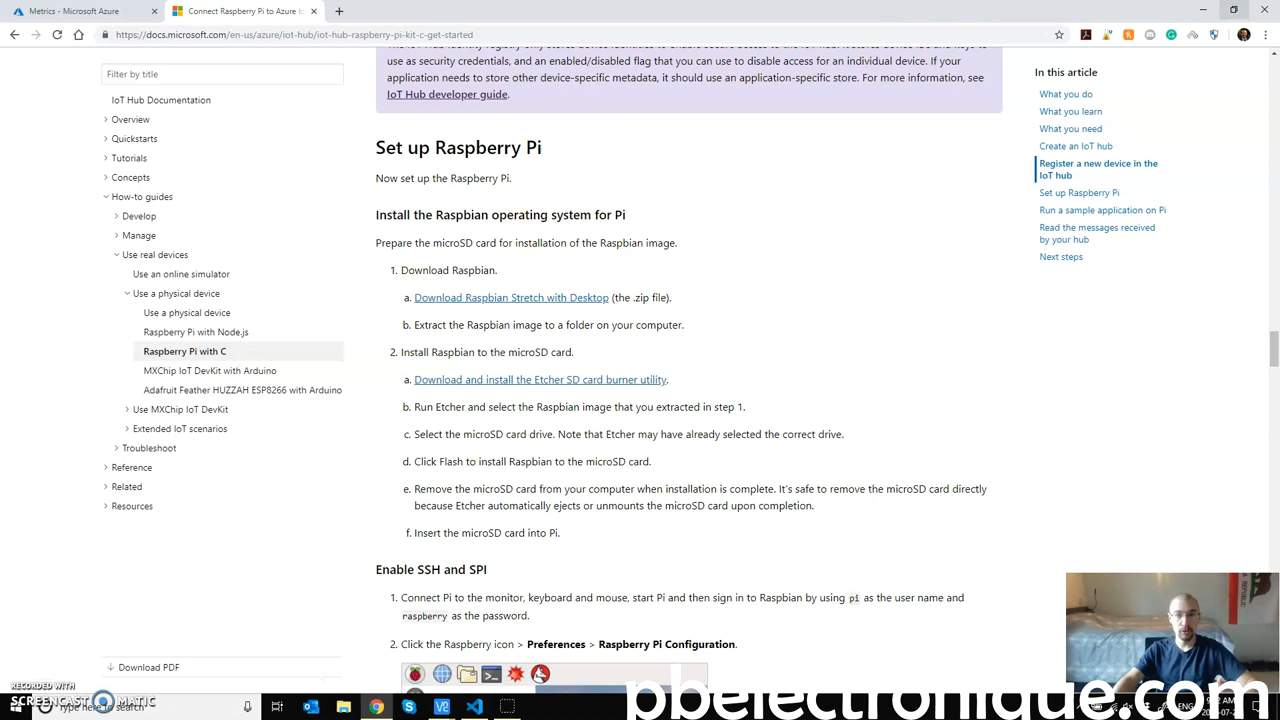 Metrics - Microsoft Azure
Connect Raspberry Pi to Azure Io
https://docs.microsoft.com/en-us/azure/iot-hub/iot-hub-raspberry-pi-kit-c-get-started
Filter by title
IoT Hub Documentation
Overview
Quickstarts
Tutorials
Concepts
How-to guides
Develop
Manage
Use real devices
Use an online simulator
Use a physical device
Use a physical device
Raspberry Pi with Node.js
Raspberry Pi with C
MXChip IoT DevKit with Arduino
Adafruit Feather HUZZAH ESP8266 with Arduino
Use MXChip IoT DevKit
Extended IoT scenarios
Troubleshoot
Reference
Related
Resources
Download PDF
use as security credentials, and an enabled/disabled flag that you can use to disable access for an individual device. If your
application needs to store other device-specific metadata, it should use an application-specific store. For more information, see
IoT Hub developer guide.
Set up Raspberry Pi
Now set up the Raspberry Pi.
Install the Raspbian operating system for Pi
Prepare the microSD card for installation of the Raspbian image.
1. Download Raspbian.
a. Download Raspbian Stretch with Desktop (the .zip file).
b. Extract the Raspbian image to a folder on your computer.
2. Install Raspbian to the microSD card.
a. Download and install the Etcher SD card burner utility.
b. Run Etcher and select the Raspbian image that you extracted in step 1.
c. Select the microSD card drive. Note that Etcher may have already selected the correct drive.
d. Click Flash to install Raspbian to the microSD card.
e. Remove the microSD card from your computer when installation is complete. It's safe to remove the microSD card directly
because Etcher automatically ejects or unmounts the microSD card upon completion.
f. Insert the microSD card into Pi.
Enable SSH and SPI
1. Connect Pi to the monitor, keyboard and mouse, start Pi and then sign in to Raspbian by using pi as the user name and
raspberry as the password.
2. Click the Raspberry icon > Preferences > Raspberry Pi Configuration.
In this article
What you do
What you learn
What you need
Create an IoT hub
Register a new device in the
IoT hub
Set up Raspberry Pi
Run a sample application on Pi
Read the messages received
by your hub
Next steps
RECORDED WITH
SCREENCAST MATIC
pbelectronique.com
ENG